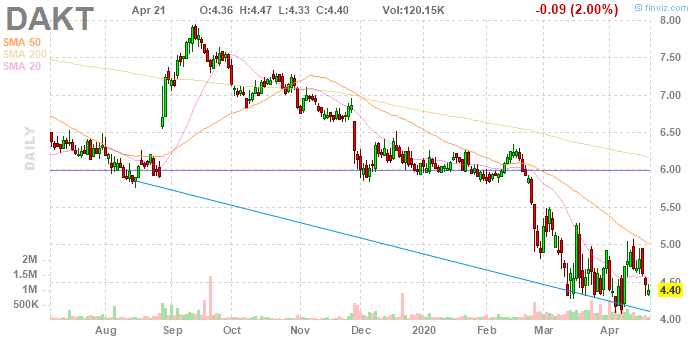 DAKT Apr 21 O:4.36 H:4.47 L:4.33 C:4.40 Vol:120.15K -0.09 (2.00%) © finviz.com
SMA 50
SMA 200
SMA 20
DAILY
8.00
7.50
7.00
6.50
6.00
5.50
5.00
4.50
4.40
4.00
2M
1.5M
1M
500K
Aug Sep Oct Nov Dec 2020 Feb Mar Apr